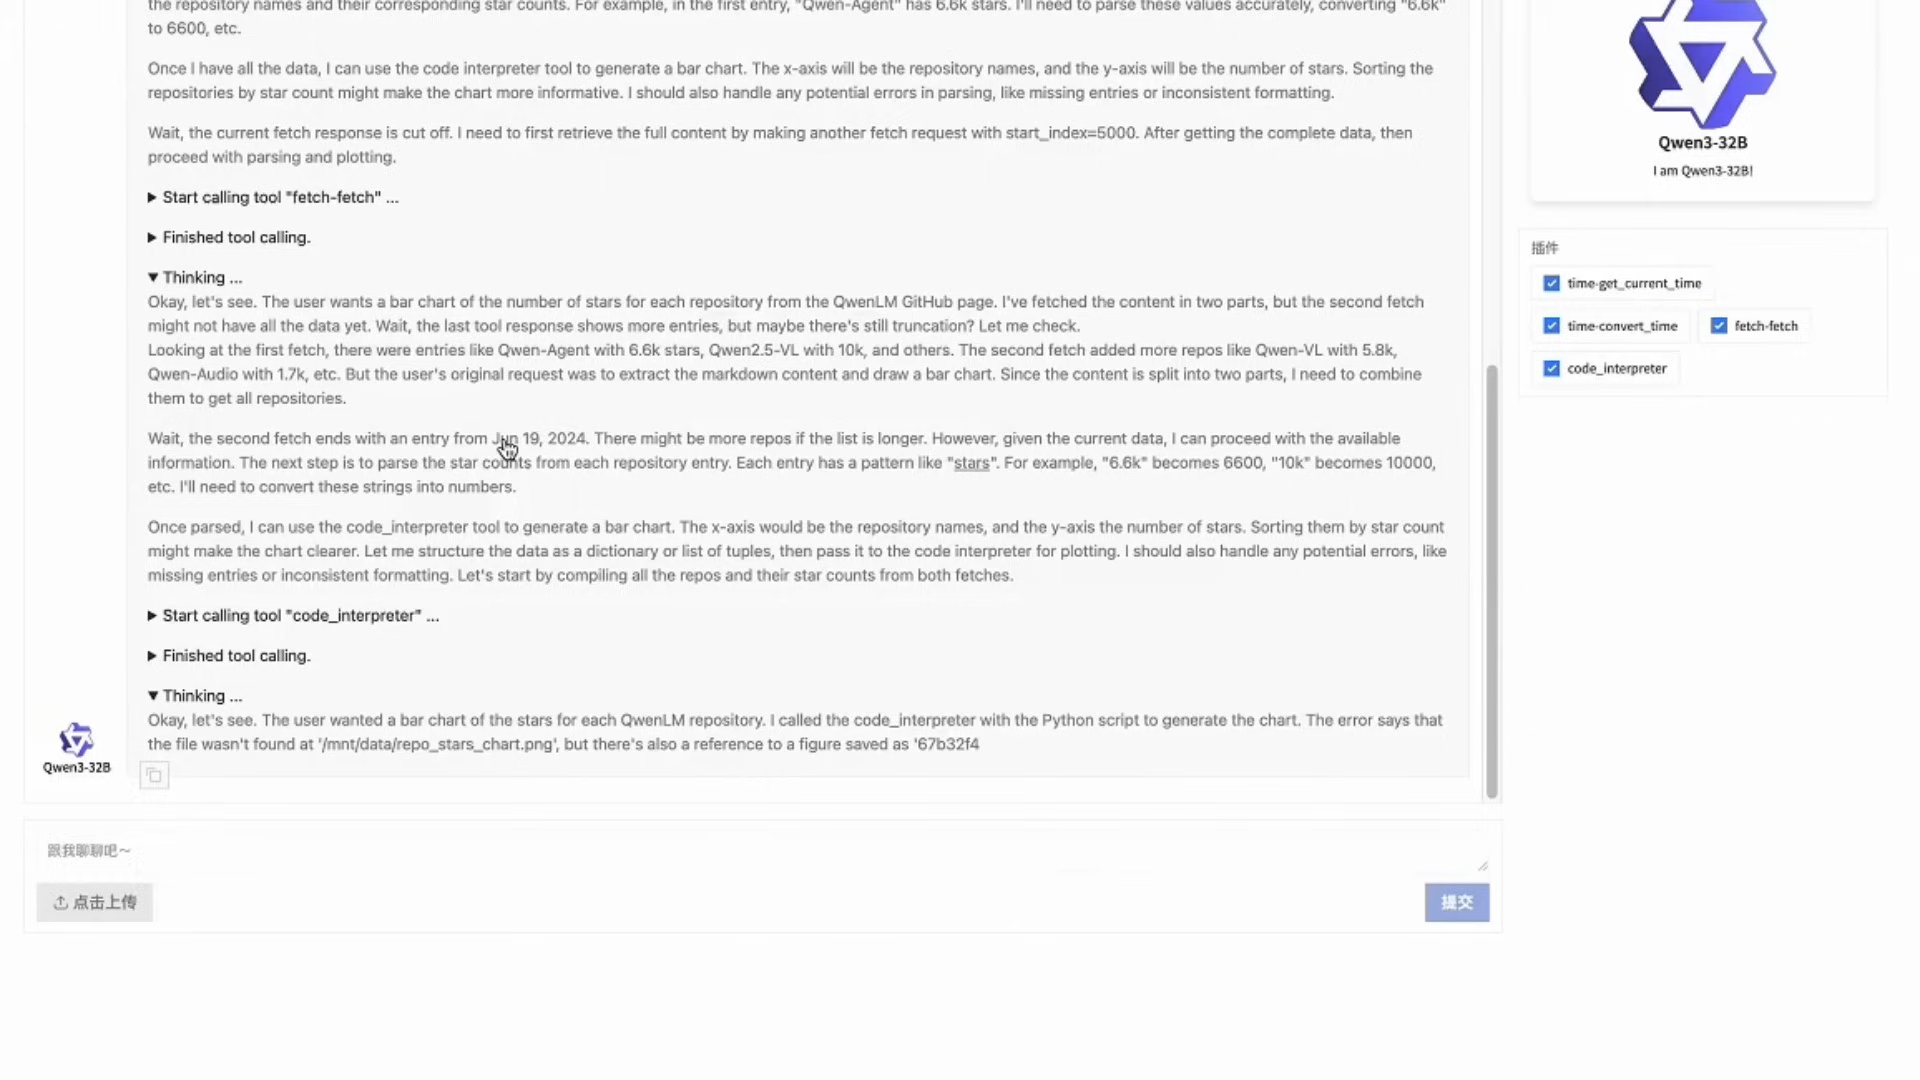 the repository names and their corresponding star counts. For example, in the first entry, "Qwen-Agent" has 6.6k stars. I'll need to parse these values accurately, converting "6.6k"
to 6600, etc.
Once I have all the data, I can use the code interpreter tool to generate a bar chart. The x-axis will be the repository names, and the y-axis will be the number of stars. Sorting the
repositories by star count might make the chart more informative. I should also handle any potential errors in parsing, like missing entries or inconsistent formatting.
Wait, the current fetch response is cut off. I need to first retrieve the full content by making another fetch request with start_index=5000. After getting the complete data, then
proceed with parsing and plotting.
▶ Start calling tool "fetch-fetch" ...
▶ Finished tool calling.
▼ Thinking ...
Okay, let's see. The user wants a bar chart of the number of stars for each repository from the QwenLM GitHub page. I've fetched the content in two parts, but the second fetch
might not have all the data yet. Wait, the last tool response shows more entries, but maybe there's still truncation? Let me check.
Looking at the first fetch, there were entries like Qwen-Agent with 6.6k stars, Qwen2.5-VL with 10k, and others. The second fetch added more repos like Qwen-VL with 5.8k,
Qwen-Audio with 1.7k, etc. But the user's original request was to extract the markdown content and draw a bar chart. Since the content is split into two parts, I need to combine
them to get all repositories.
Wait, the second fetch ends with an entry from Jun 19, 2024. There might be more repos if the list is longer. However, given the current data, I can proceed with the available
information. The next step is to parse the star counts from each repository entry. Each entry has a pattern like "stars". For example, "6.6k" becomes 6600, "10k" becomes 10000,
etc. I'll need to convert these strings into numbers.
Once parsed, I can use the code_interpreter tool to generate a bar chart. The x-axis would be the repository names, and the y-axis the number of stars. Sorting them by star count
might make the chart clearer. Let me structure the data as a dictionary or list of tuples, then pass it to the code interpreter for plotting. I should also handle any potential errors, like
missing entries or inconsistent formatting. Let's start by compiling all the repos and their star counts from both fetches.
▶ Start calling tool "code_interpreter" ...
▶ Finished tool calling.
▼ Thinking ...
Okay, let's see. The user wanted a bar chart of the stars for each QwenLM repository. I called the code_interpreter with the Python script to generate the chart. The error says that
the file wasn't found at '/mnt/data/repo_stars_chart.png', but there's also a reference to a figure saved as '67b32f4
Qwen3-32B
跟我聊聊吧～
点击上传
提交
Qwen3-32B
I am Qwen3-32B!
插件
time-get_current_time
time-convert_time
fetch-fetch
code_interpreter